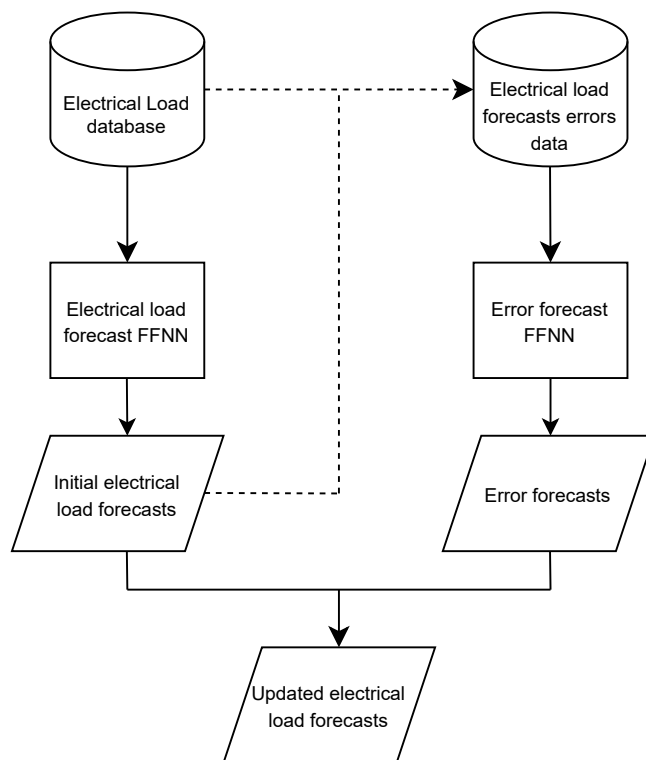 Electrical Load
database
Electrical load
forecasts errors
data
Electrical load
forecast FFNN
Error forecast
FFNN
Initial electrical
load forecasts
Error forecasts
Updated electrical
load forecasts